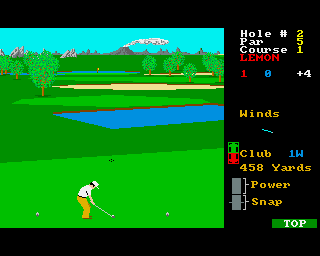 Hole # 2
Par 5
Course 1
LEMON
1 0 +4
Winds
Club 1W
458 Yards
Power
Snap
TOP